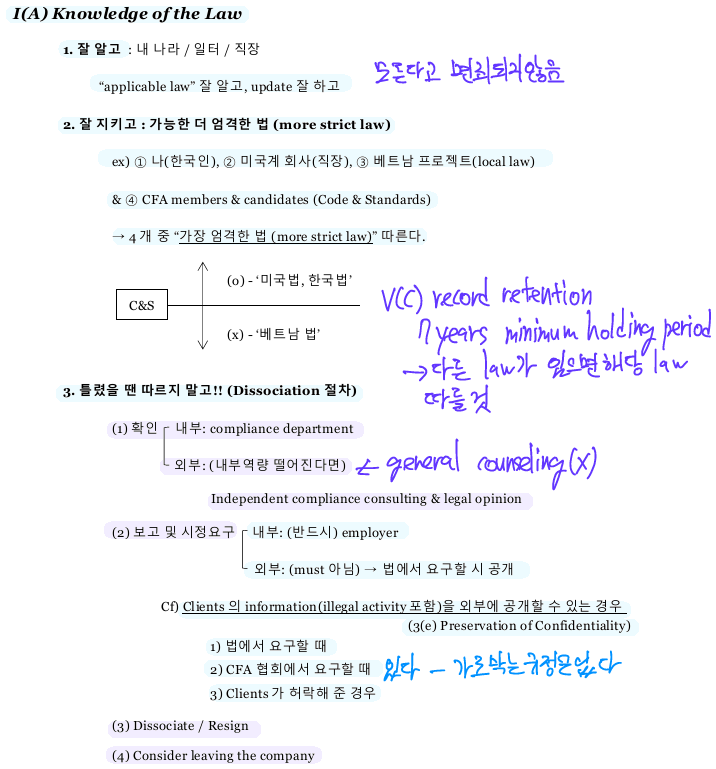 I(A) Knowledge of the Law
1. 잘 알고 : 내 나라 / 일터 / 직장
“applicable law” 잘 알고, update 잘 하고
모른다고 면죄되지않음
2. 잘 지키고 : 가능한 더 엄격한 법 (more strict law)
ex) ① 나(한국인), ② 미국계 회사(직장), ③ 베트남 프로젝트(local law)
& ④ CFA members & candidates (Code & Standards)
→ 4개 중 “가장 엄격한 법 (more strict law)” 따른다.
(o) - ‘미국법, 한국법’
C&S
(x) - ‘베트남 법’
V(C) record retention
7 years minimum holding period
→ 다른 law가 있으면 해당 law
따를 것
3. 틀렸을 땐 따르지 말고!! (Dissociation 절차)
(1) 확인 내부: compliance department
외부: (내부역량 떨어진다면) ← general counseling(X)
Independent compliance consulting & legal opinion
(2) 보고 및 시정요구 내부: (반드시) employer
외부: (must 아님) → 법에서 요구할 시 공개
Cf) Clients 의 information(illegal activity 포함)을 외부에 공개할 수 있는 경우
(3(e) Preservation of Confidentiality)
1) 법에서 요구할 때
2) CFA 협회에서 요구할 때 있다 - 가로막는 규정은 없다
3) Clients 가 허락해 준 경우
(3) Dissociate / Resign
(4) Consider leaving the company